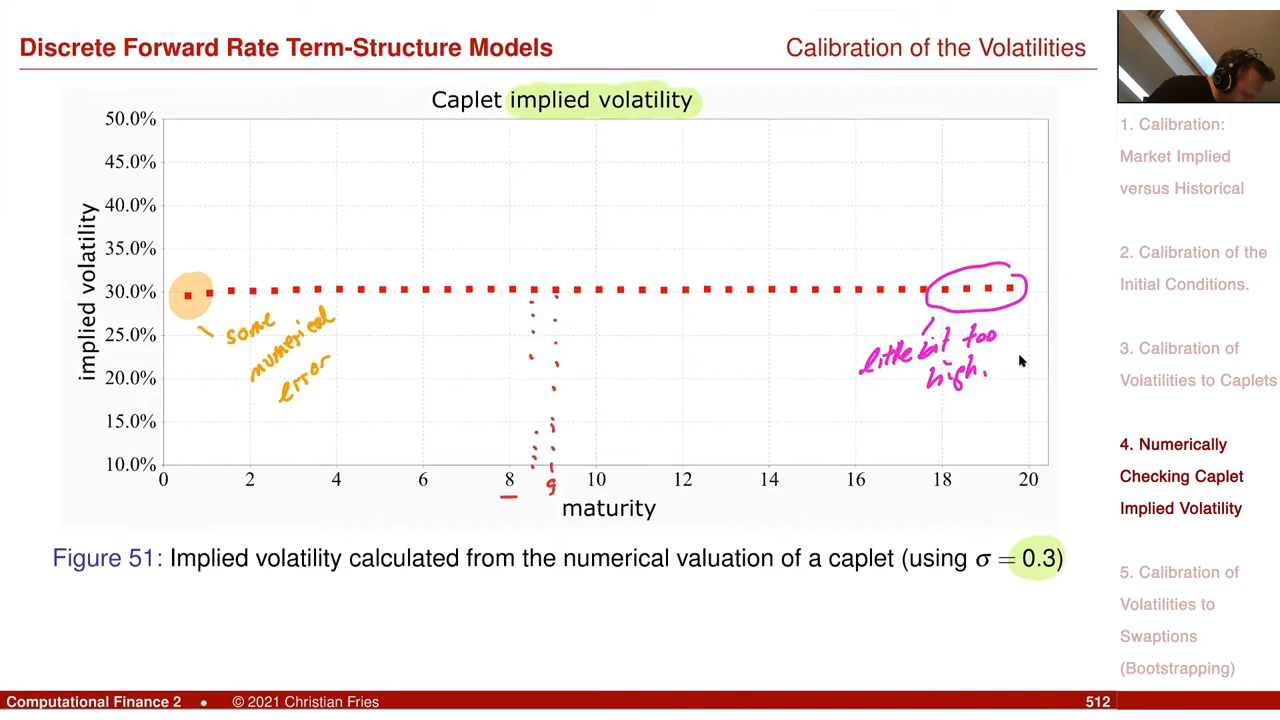 Discrete Forward Rate Term-Structure Models
Calibration of the Volatilities
Caplet implied volatility
50.0%
45.0%
40.0%
35.0%
30.0%
25.0%
20.0%
15.0%
10.0%
implied volatility
0 2 4 6 8 10 12 14 16 18 20
9
maturity
some
numerical
error
little bit too
high.
Figure 51: Implied volatility calculated from the numerical valuation of a caplet (using σ = 0.3)
1. Calibration:
Market Implied
versus Historical
2. Calibration of the
Initial Conditions.
3. Calibration of
Volatilities to Caplets
4. Numerically
Checking Caplet
Implied Volatility
5. Calibration of
Volatilities to
Swaptions
(Bootstrapping)
Computational Finance 2 • © 2021 Christian Fries
512